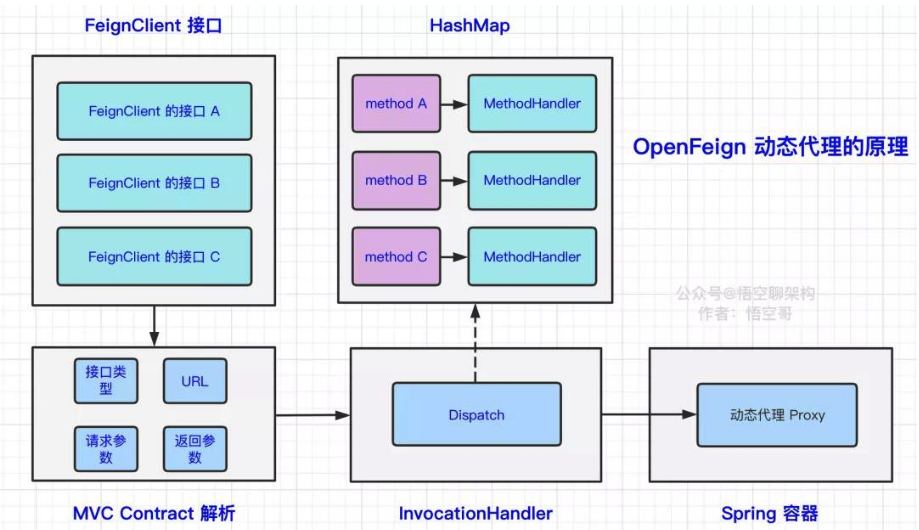 FeignClient 接口
FeignClient 的接口 A
FeignClient 的接口 B
FeignClient 的接口 C
HashMap
method A
MethodHandler
method B
MethodHandler
method C
MethodHandler
OpenFeign 动态代理的原理
公众号@悟空聊架构
作者：悟空哥
接口类
型
URL
请求参
数
返回参
数
MVC Contract 解析
Dispatch
InvocationHandler
动态代理 Proxy
Spring 容器